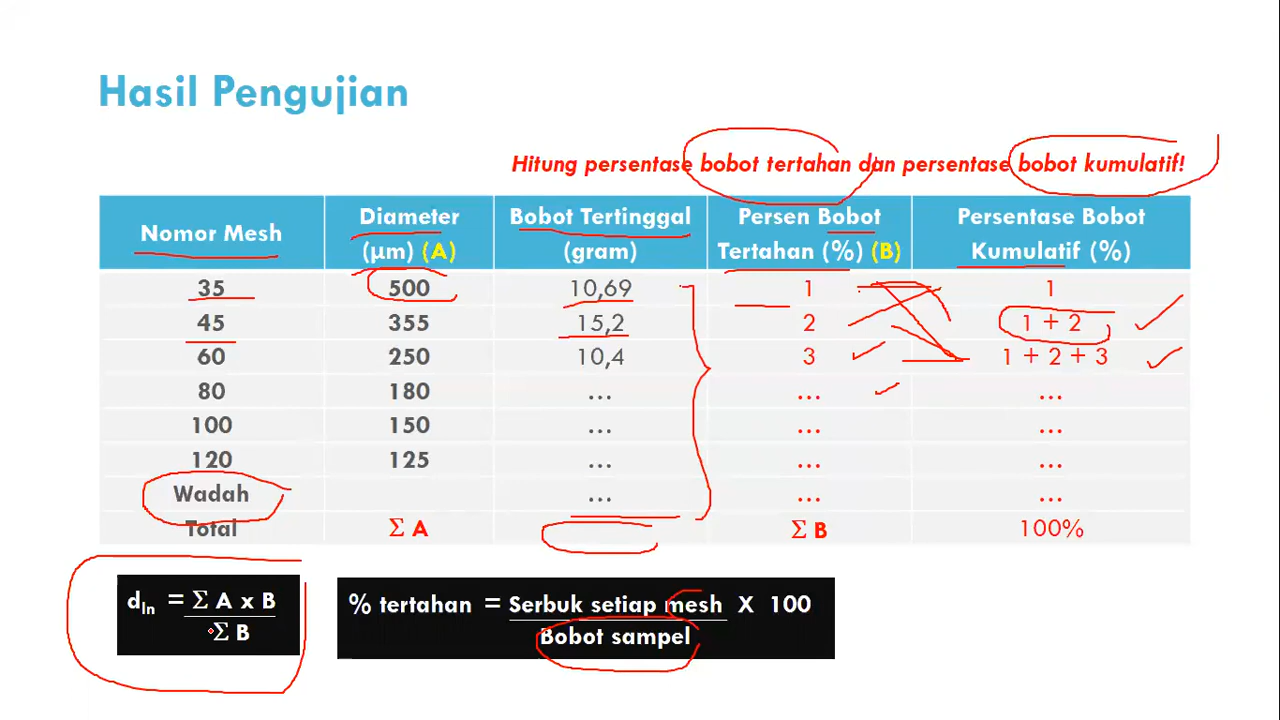 Hasil Pengujian
Hitung persentase bobot tertahan dan persentase bobot kumulatif!
Nomor Mesh
Diameter
(µm) (A)
Bobot Tertinggal
(gram)
Persen Bobot
Tertahan (%) (B)
Persentase Bobot
Kumulatif (%)
35 500 10,69 1 1
45 355 15,2 2 1 + 2
60 250 10,4 3 1 + 2 + 3
80 180 ... ... ...
100 150 ... ... ...
120 125 ... ... ...
Wadah ... ... ...
Total Σ A Σ B 100%
dln = Σ A x B
Σ B
% tertahan = Serbuk setiap mesh X 100
Bobot sampel